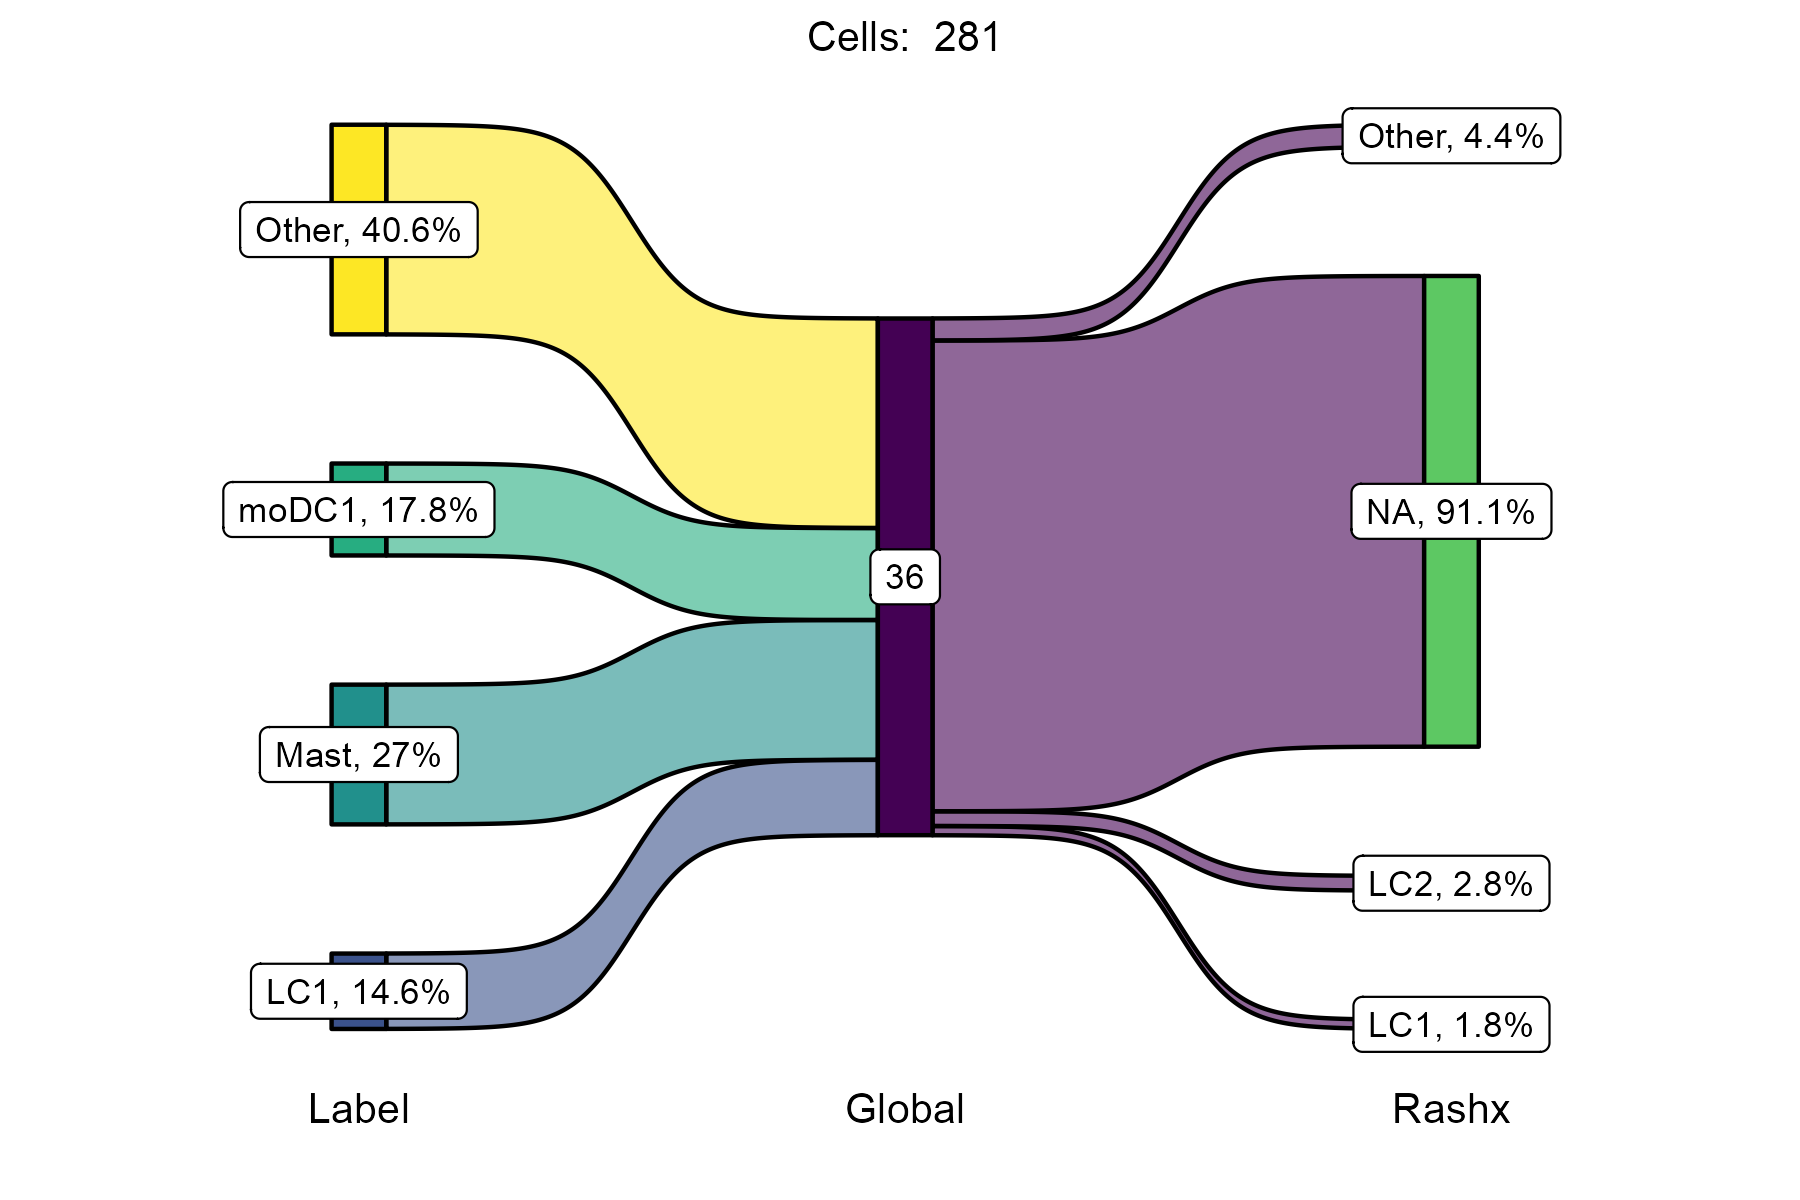 Cells:  281
Other, 40.6%
moDC1, 17.8%
Mast, 27%
LC1, 14.6%
36
Other, 4.4%
NA, 91.1%
LC2, 2.8%
LC1, 1.8%
Label
Global
Rashx